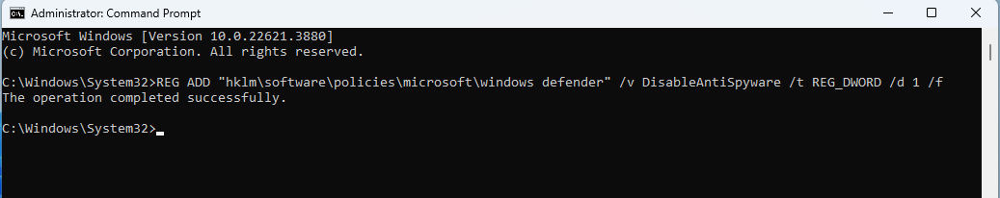 Administrator: Command Prompt
Microsoft Windows [Version 10.0.22621.3880]
(c) Microsoft Corporation. All rights reserved.
C:\Windows\System32>REG ADD "hklm\software\policies\microsoft\windows defender" /v DisableAntiSpyware /t REG_DWORD /d 1 /f
The operation completed successfully.
C:\Windows\System32>